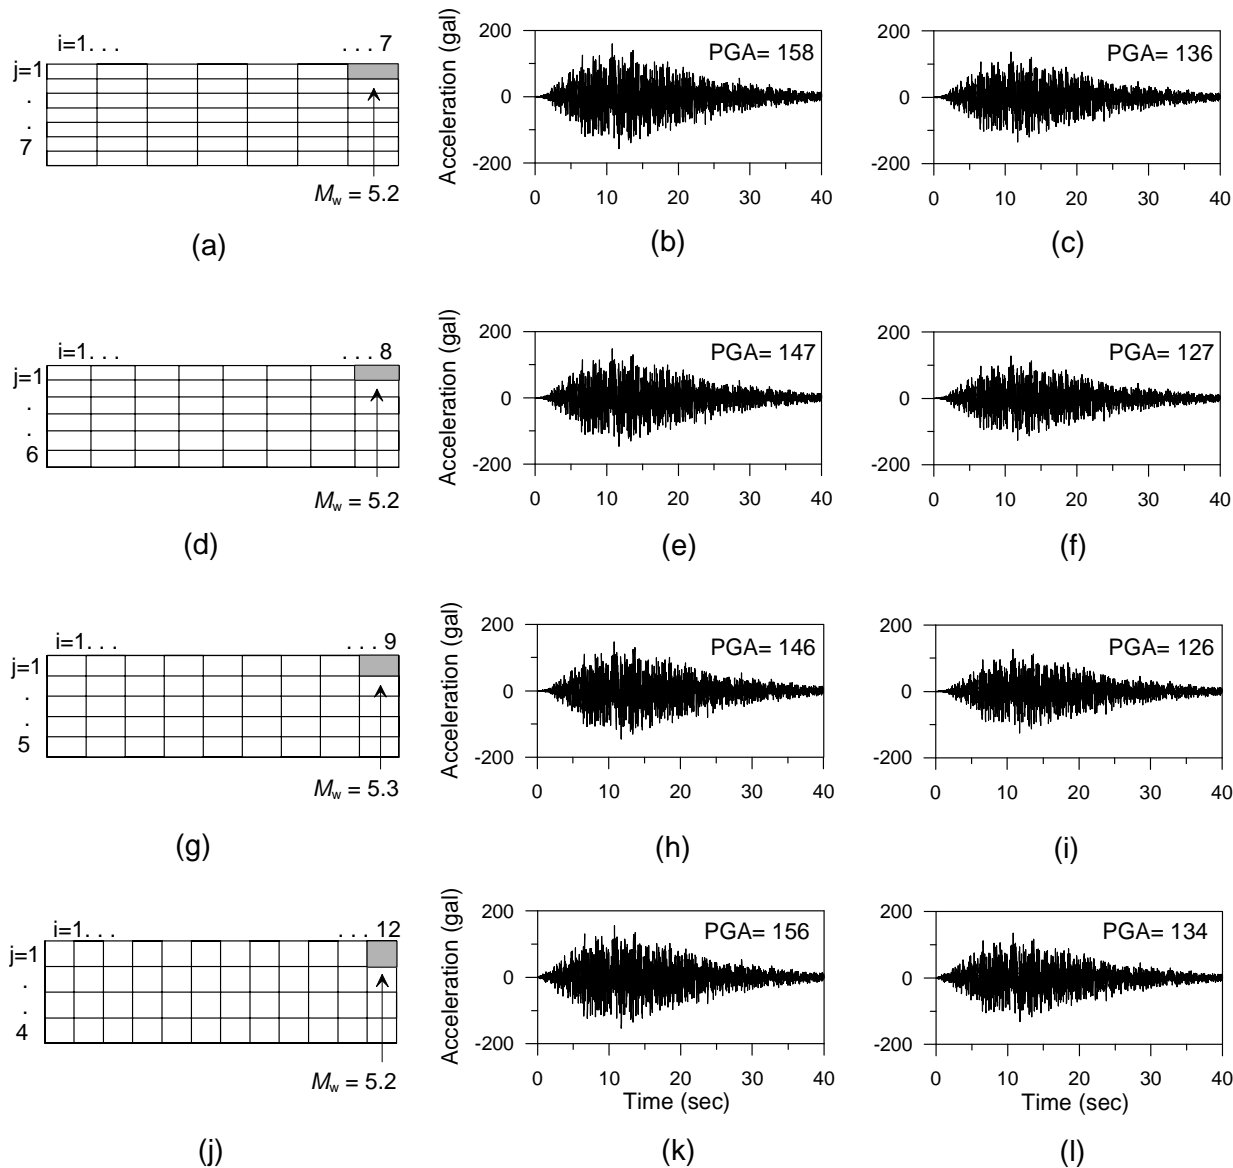 i=1. . .
. . . 7
j=1
.
.
7
M_w = 5.2
(a)
Acceleration (gal)
200
0
-200
PGA= 158
0 10 20 30 40
(b)
200
0
-200
PGA= 136
0 10 20 30 40
(c)
i=1. . .
. . . 8
j=1
.
.
6
M_w = 5.2
(d)
Acceleration (gal)
200
0
-200
PGA= 147
0 10 20 30 40
(e)
200
0
-200
PGA= 127
0 10 20 30 40
(f)
i=1. . .
. . . 9
j=1
.
.
5
M_w = 5.3
(g)
Acceleration (gal)
200
0
-200
PGA= 146
0 10 20 30 40
(h)
200
0
-200
PGA= 126
0 10 20 30 40
(i)
i=1. . .
. . . 12
j=1
.
.
4
M_w = 5.2
(j)
Acceleration (gal)
200
0
-200
PGA= 156
0 10 20 30 40
Time (sec)
(k)
200
0
-200
PGA= 134
0 10 20 30 40
Time (sec)
(l)